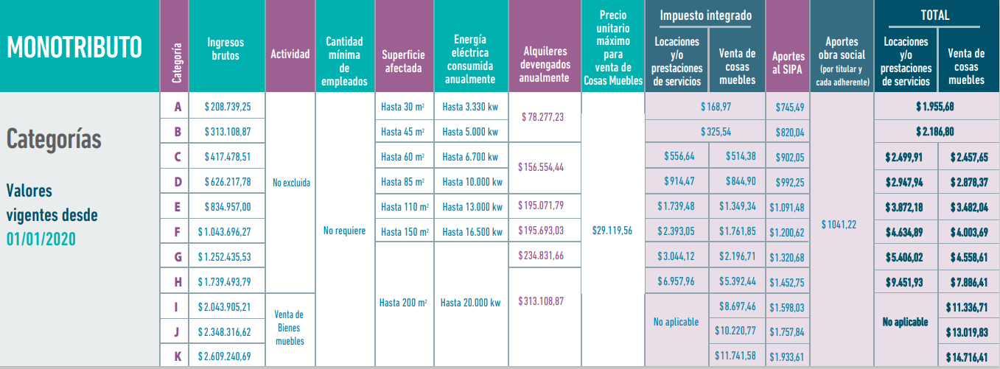 MONOTRIBUTO
Categorías
Valores
vigentes desde
01/01/2020
Categoría
Ingresos
brutos
Actividad
Cantidad
mínima
de
empleados
Superficie
afectada
Energía
eléctrica
consumida
anualmente
Alquileres
devengados
anualmente
Precio
unitario
máximo
para
venta de
Cosas Muebles
Impuesto integrado
Locaciones
y/o
prestaciones
de servicios
Venta de
cosas
muebles
Aportes
al SIPA
Aportes
obra social
(por titular y
cada adherente)
TOTAL
Locaciones
y/o
prestaciones
de servicios
Venta de
cosas
muebles
A $ 208.739,25 Hasta 30 m² Hasta 3.330 kw $ 168,97 $745,49 $ 1.955,68
$ 78.277,23
B $ 313.108,87 Hasta 45 m² Hasta 5.000 kw $ 325,54 $820,04 $ 2.186,80
C $ 417.478,51 Hasta 60 m² Hasta 6.700 kw $ 556,64 $ 514,38 $902,05 $ 2.499,91 $ 2.457,65
$156.554,44
D $ 626.217,78 No excluida Hasta 85 m² Hasta 10.000 kw $ 914,47 $ 844,90 $992,25 $2.947,94 $ 2.878,37
E $ 834.957,00 Hasta 110 m² Hasta 13.000 kw $195.071,79 $ 1.739,48 $ 1.349,34 $1.091,48 $ 3.872,18 $ 3.482,04
F $ 1.043.696,27 No requiere Hasta 150 m² Hasta 16.500 kw $195.693,03 $29.119,56 $ 2.393,05 $ 1.761,85 $1.200,62 $ 1041,22 $4.634,89 $ 4.003,69
G $ 1.252.435,53 $234.831,66 $ 3.044,12 $ 2.196,71 $1.320,68 $5.406,02 $ 4.558,61
H $ 1.739.493,79 $ 6.957,96 $ 5.392,44 $1.452,75 $9.451,93 $ 7.886,41
Hasta 200 m² Hasta 20.000 kw $313.108,87
I $ 2.043.905,21 Venta de
Bienes
muebles
No aplicable $ 8.697,46 $1.598,03 No aplicable $ 11.336,71
J $ 2.348.316,62 $ 10.220,77 $1.757,84 $ 13.019,83
K $ 2.609.240,69 $ 11.741,58 $1.933,61 $ 14.716,41